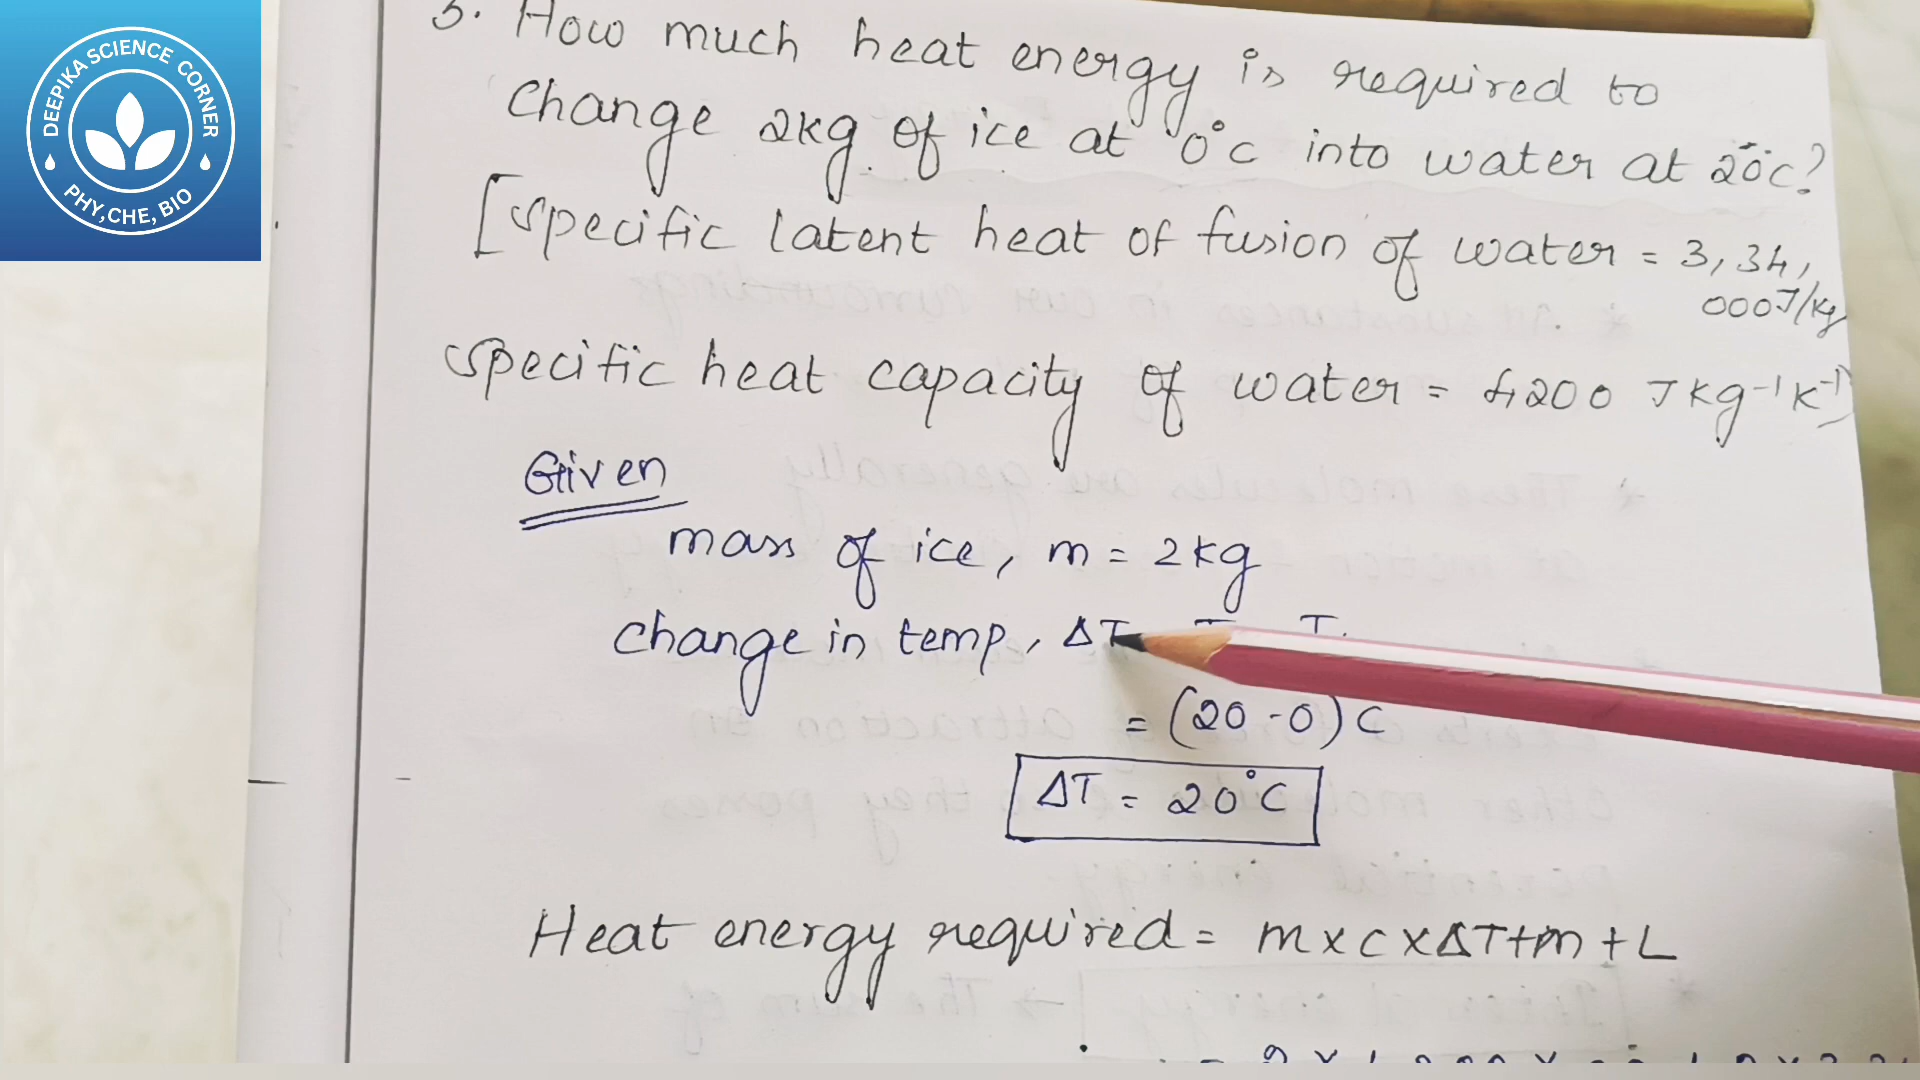 DEEPIKA SCIENCE CORNER
PHY,CHE, BIO
3. How much heat energy is required to
change 2kg of ice at 0°c into water at 20°c?
[specific latent heat of fusion of water = 3,34,
000J/kg
specific heat capacity of water = 4200 Jkg⁻¹K⁻¹]
Given
mass of ice, m = 2kg
change in temp, ΔT
= (20-0)C
ΔT = 20°C
Heat energy required = m×c×ΔT+m+L